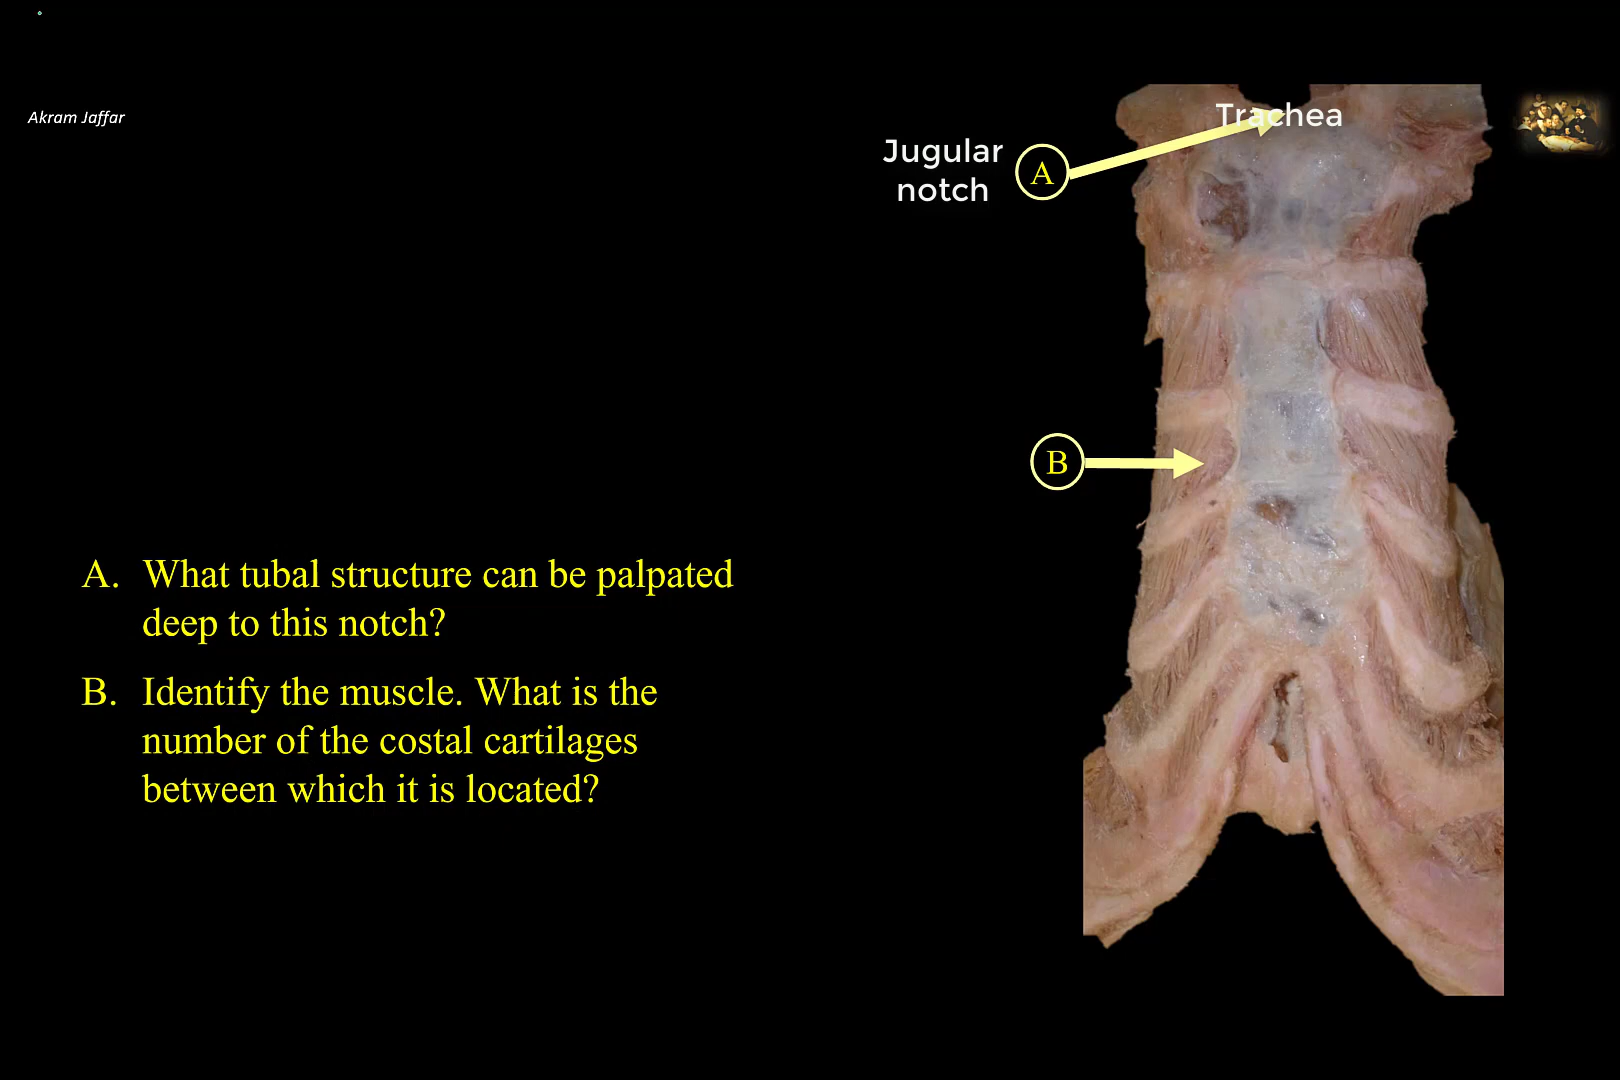 Akram Jaffar
Trachea
Jugular
notch
A
B
A. What tubal structure can be palpated
deep to this notch?
B. Identify the muscle. What is the
number of the costal cartilages
between which it is located?